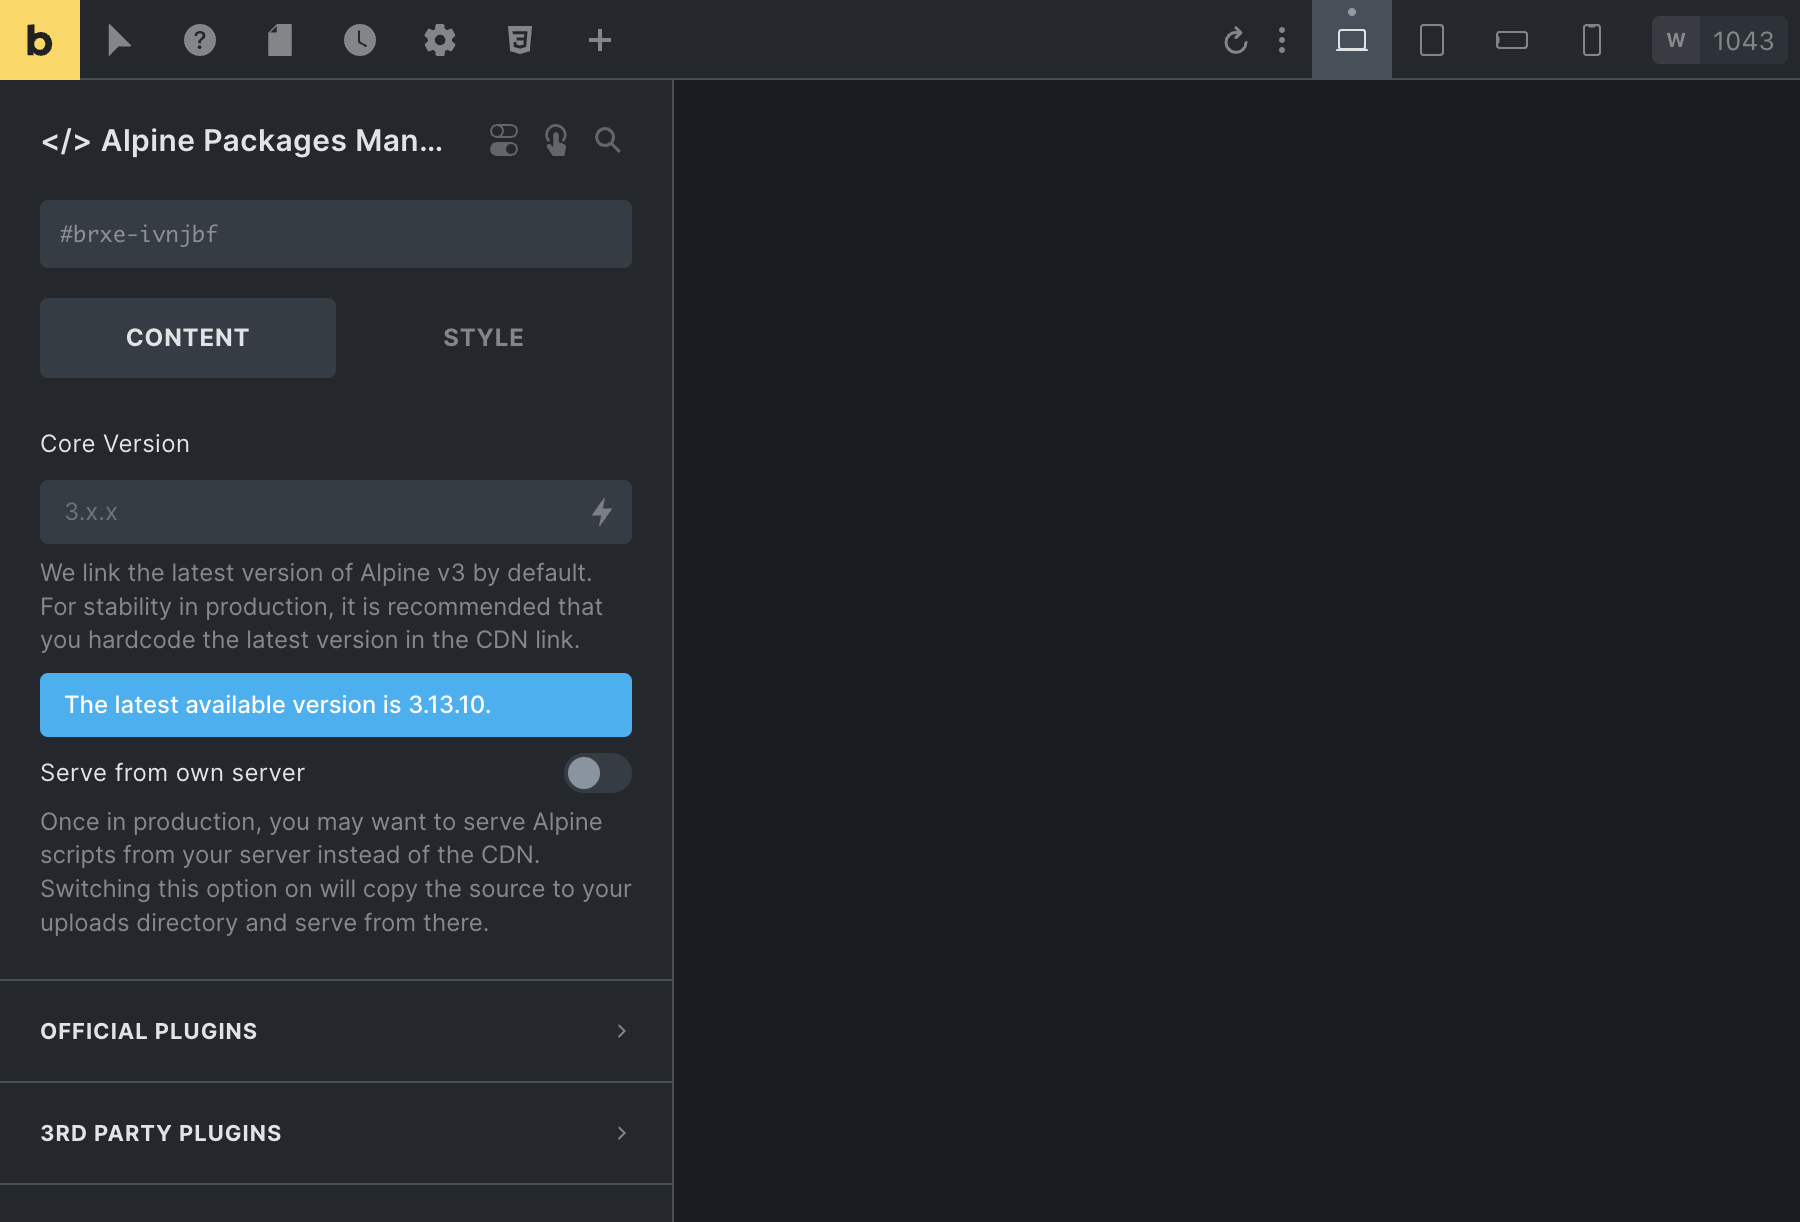 b
?
3
W 1043
</> Alpine Packages Man...
#brxe-ivnjbf
CONTENT
STYLE
Core Version
3.x.x
We link the latest version of Alpine v3 by default.
For stability in production, it is recommended that
you hardcode the latest version in the CDN link.
The latest available version is 3.13.10.
Serve from own server
Once in production, you may want to serve Alpine
scripts from your server instead of the CDN.
Switching this option on will copy the source to your
uploads directory and serve from there.
OFFICIAL PLUGINS
3RD PARTY PLUGINS